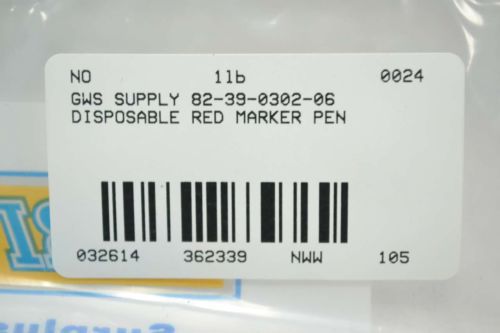 NO 1lb 0024
GWS SUPPLY 82-39-0302-06
DISPOSABLE RED MARKER PEN
032614 362339 NWW 105